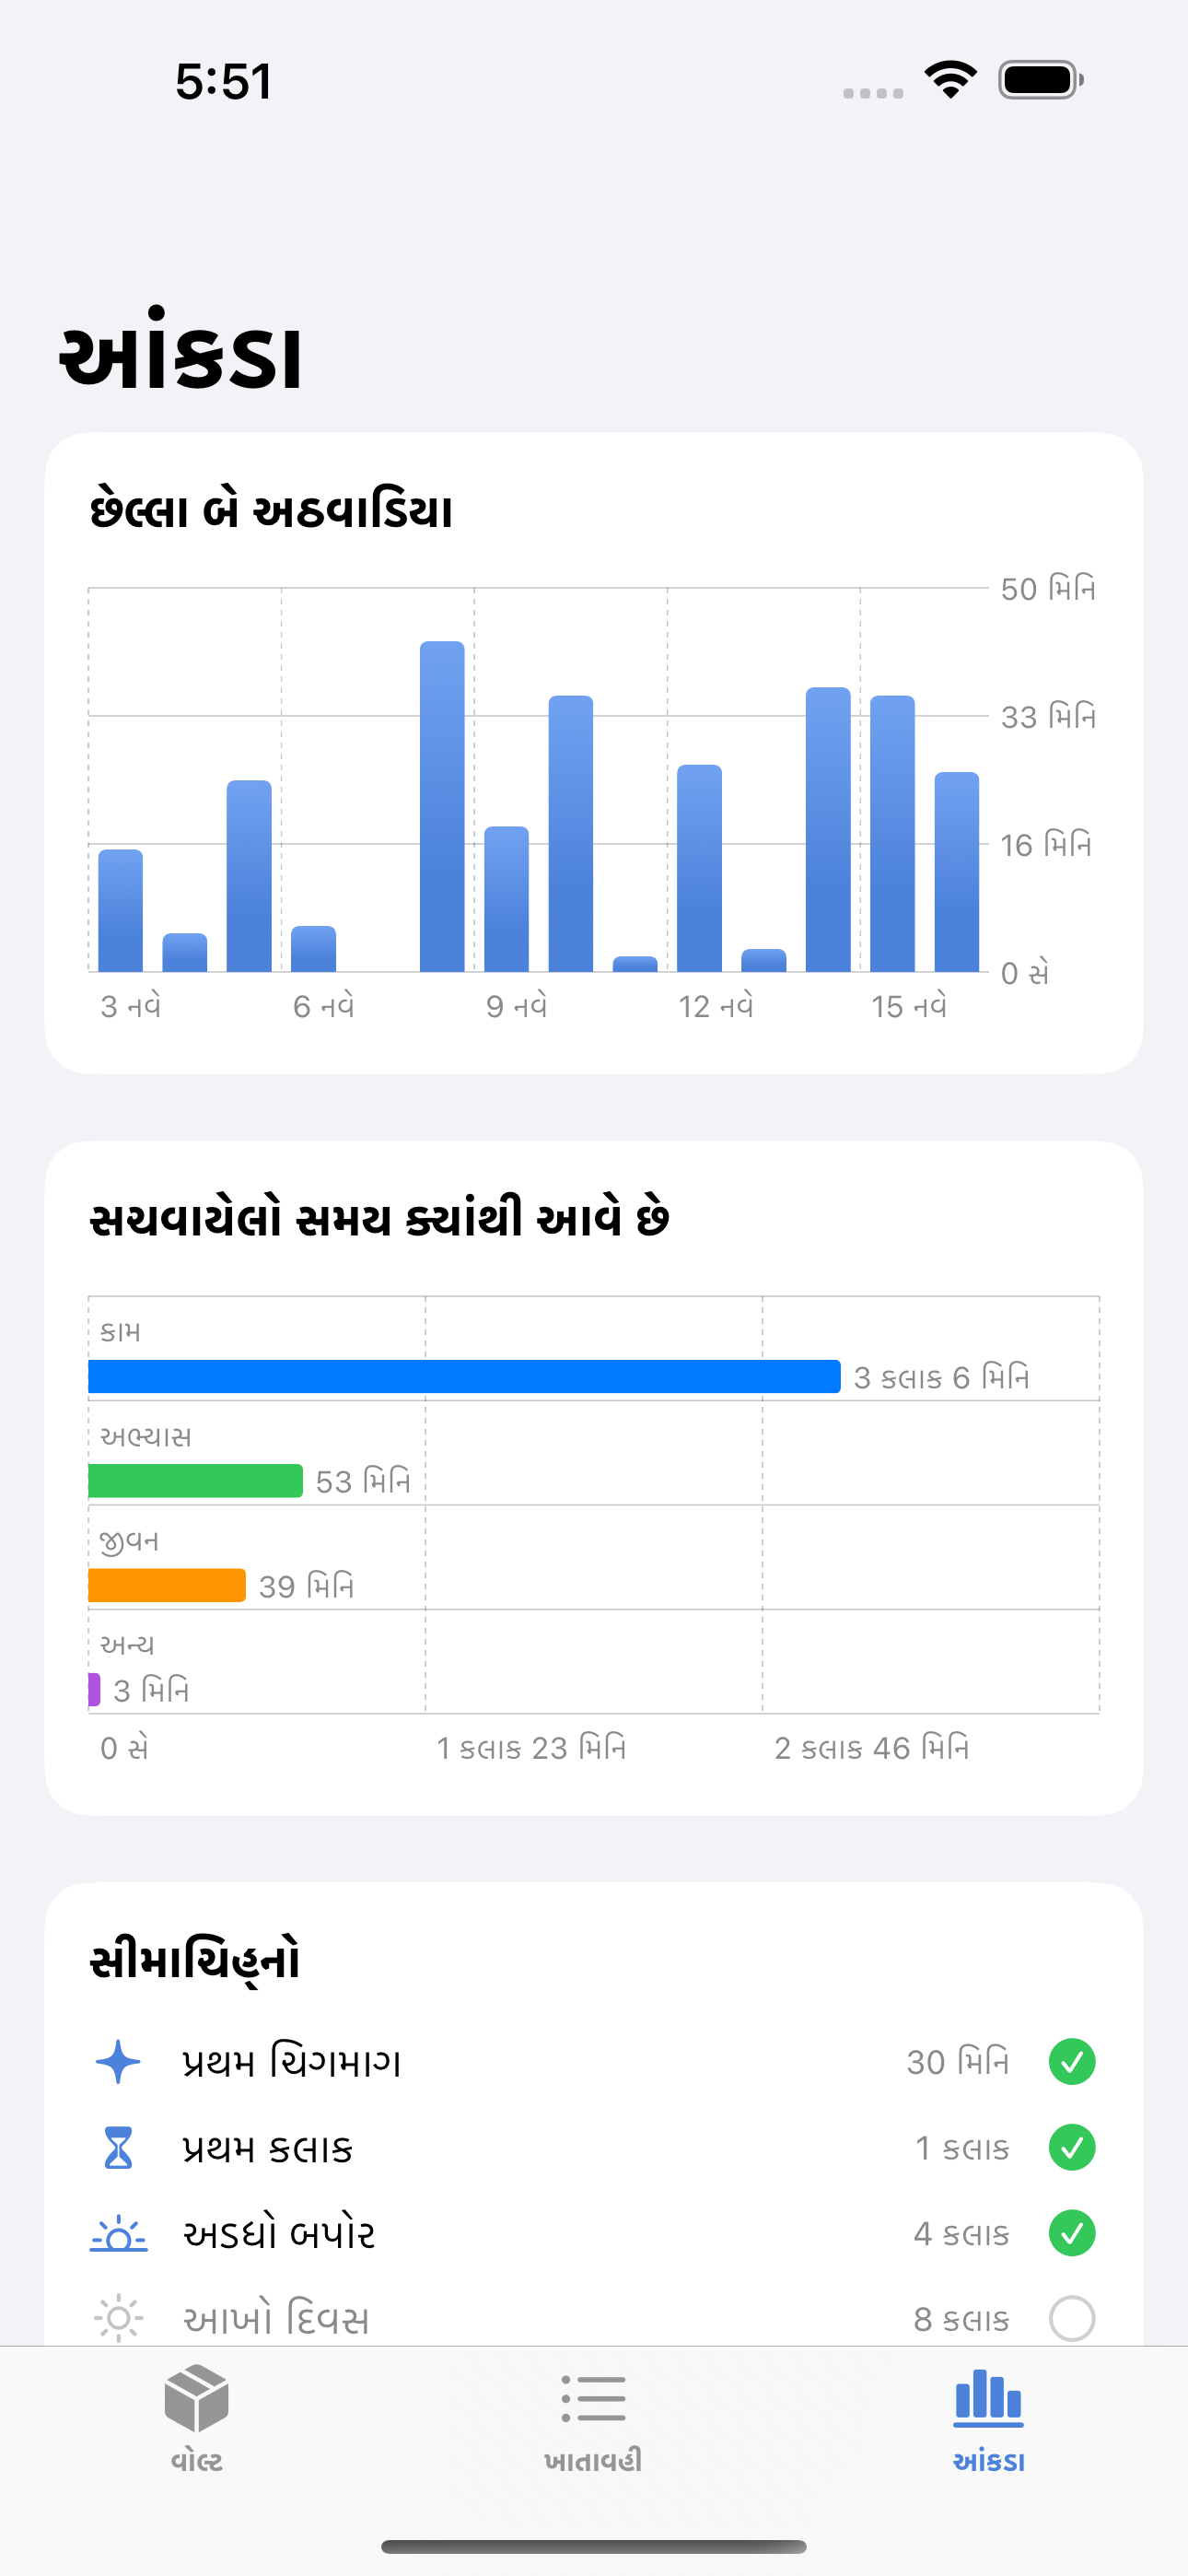 5:51
આંકડા
છેલ્લા બે અઠવાડિયા
50 મિનિ
33 મિનિ
16 મિનિ
0 સે
3 નવે
6 નવે
9 નવે
12 નવે
15 નવે
સચવાયેલો સમય ક્યાંથી આવે છે
કામ
3 કલાક 6 મિનિ
અભ્યાસ
53 મિનિ
જીવન
39 મિનિ
અન્ય
3 મિનિ
0 સે
1 કલાક 23 મિનિ
2 કલાક 46 મિનિ
સીમાચિહ્નો
પ્રથમ ચિગમાગ
30 મિનિ
પ્રથમ કલાક
1 કલાક
અડધો બપોર
4 કલાક
આખો દિવસ
8 કલાક
વોલ્ટ
ખાતાવહી
આંકડા